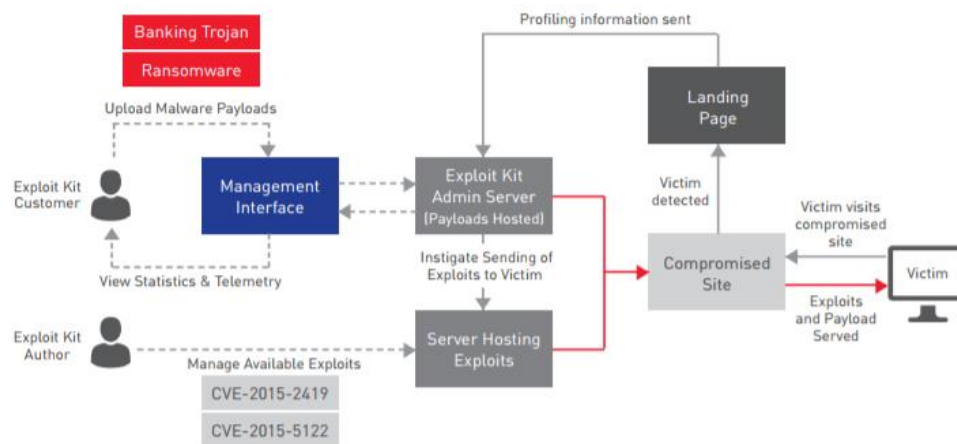 Banking Trojan
Ransomware
Upload Malware Payloads
Exploit Kit
Customer
Management
Interface
View Statistics & Telemetry
Profiling information sent
Exploit Kit
Admin Server
(Payloads Hosted)
Landing
Page
Victim
detected
Victim visits
compromised
site
Compromised
Site
Victim
Exploits
and Payload
Served
Instigate Sending of
Exploits to Victim
Exploit Kit
Author
Manage Available Exploits
CVE-2015-2419
CVE-2015-5122
Server Hosting
Exploits